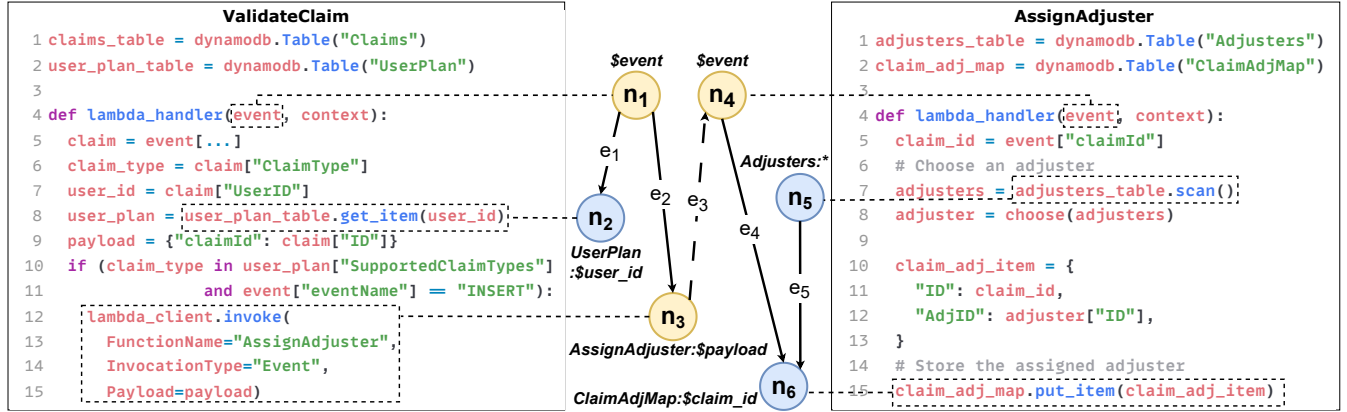 ValidateClaim
1 claims_table = dynamodb.Table("Claims")
2 user_plan_table = dynamodb.Table("UserPlan")
3
4 def lambda_handler(event, context):
5 claim = event[...]
6 claim_type = claim["ClaimType"]
7 user_id = claim["UserID"]
8 user_plan = user_plan_table.get_item(user_id)
9 payload = {"claimId": claim["ID"]}
10 if (claim_type in user_plan["SupportedClaimTypes"]
11 and event["eventName"] == "INSERT"):
12 lambda_client.invoke(
13 FunctionName="AssignAdjuster",
14 InvocationType="Event",
15 Payload=payload)
$event
n1
e1
e2
n2
UserPlan
:$user_id
n3
AssignAdjuster:$payload
e3
$event
n4
e4
Adjusters:*
n5
e5
n6
ClaimAdjMap:$claim_id
AssignAdjuster
1 adjusters_table = dynamodb.Table("Adjusters")
2 claim_adj_map = dynamodb.Table("ClaimAdjMap")
3
4 def lambda_handler(event, context):
5 claim_id = event["claimId"]
6 # Choose an adjuster
7 adjusters = adjusters_table.scan()
8 adjuster = choose(adjusters)
9
10 claim_adj_item = {
11 "ID": claim_id,
12 "AdjID": adjuster["ID"],
13 }
14 # Store the assigned adjuster
15 claim_adj_map.put_item(claim_adj_item)